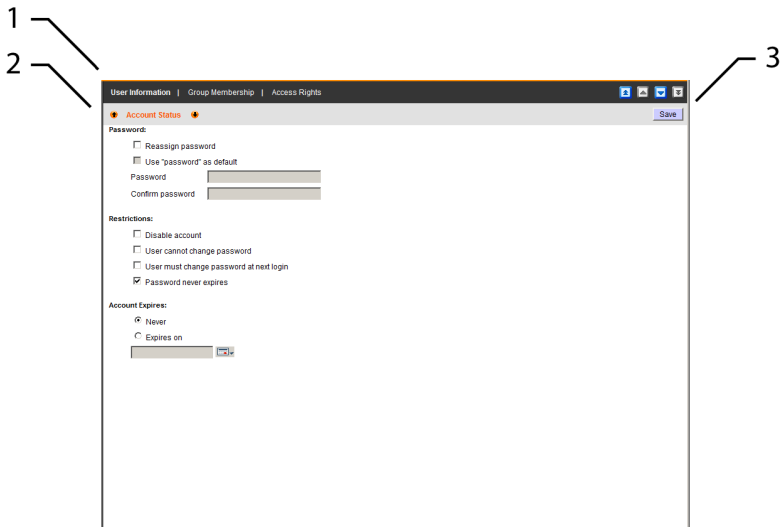 1
2
3
User Information | Group Membership | Access Rights
Account Status
Save
Password:
Reassign password
Use "password" as default
Password
Confirm password
Restrictions:
Disable account
User cannot change password
User must change password at next login
Password never expires
Account Expires:
Never
Expires on